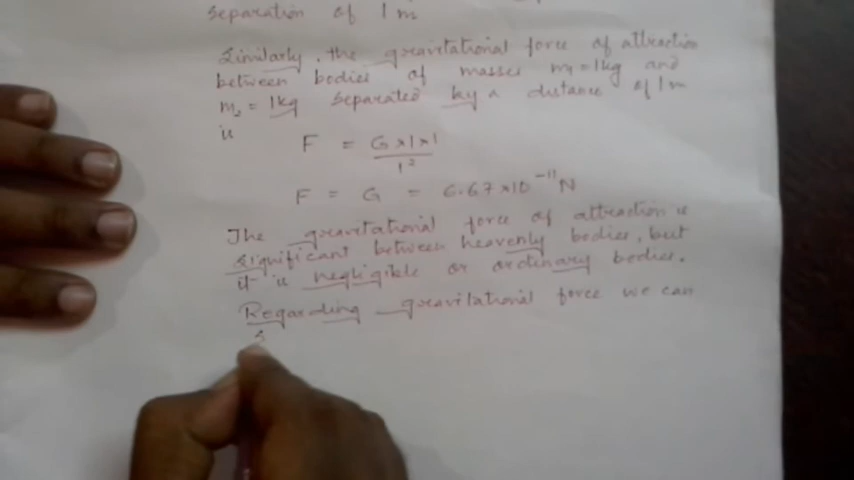 separation of 1 m
Similarly, the gravitational force of attraction
between bodies of masses m₁ = 1kg and
m₂ = 1kg separated by a distance of 1m
is
F = G×1×1
1²
F = G = 6.67×10⁻¹¹ N
The gravitational force of attraction is
significant between heavenly bodies, but
it is negligible or ordinary bodies.
Regarding gravitational force we can
s